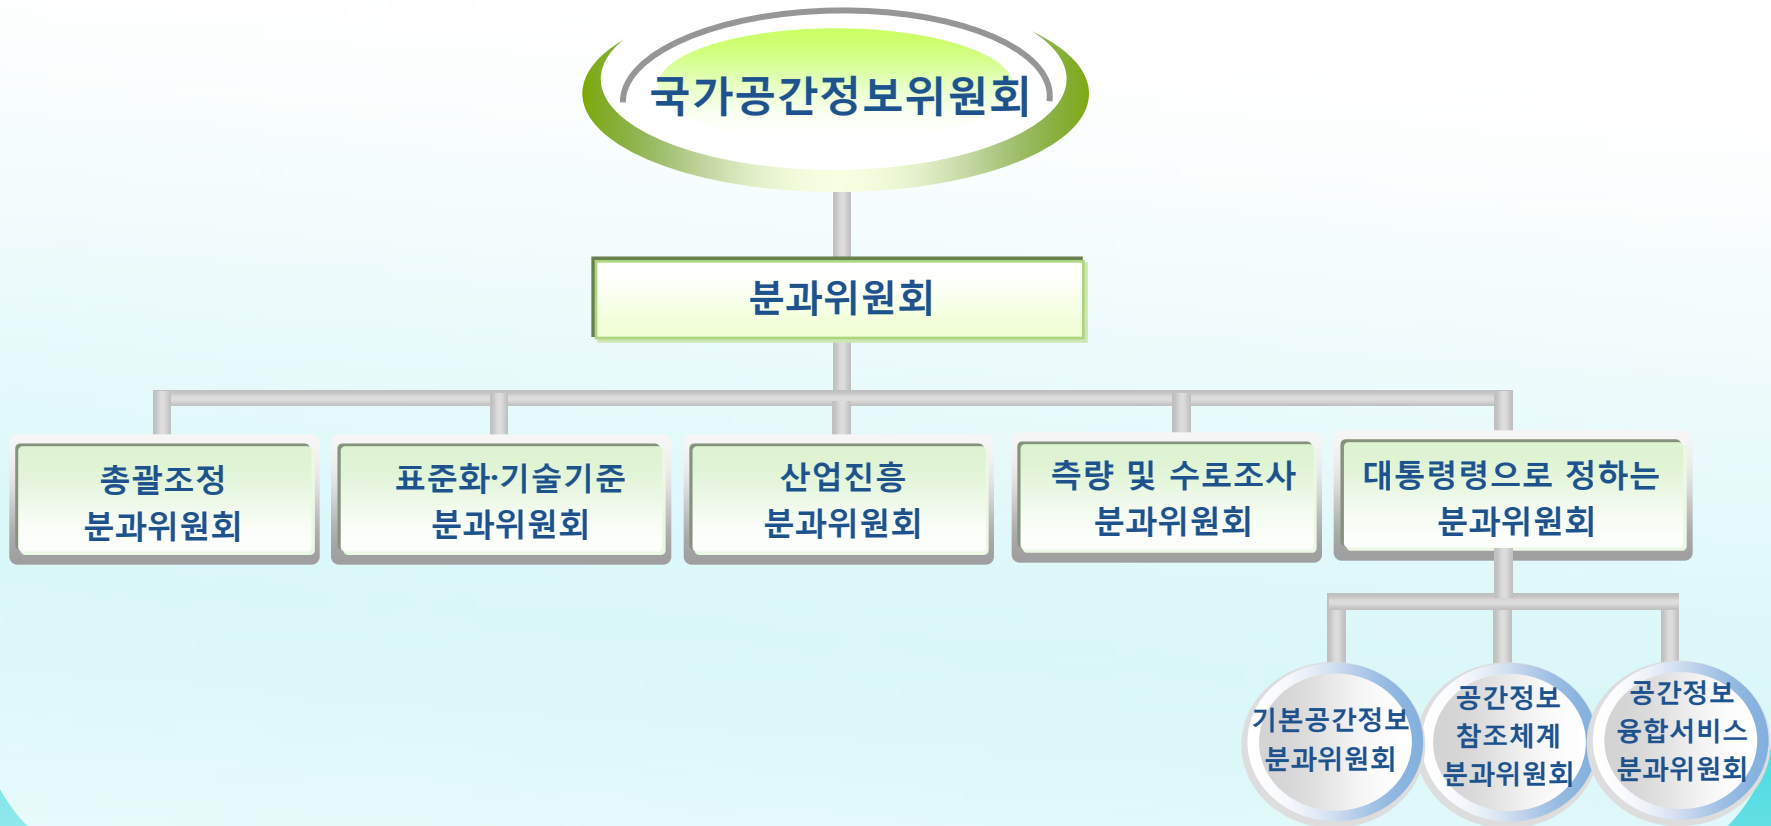 국가공간정보위원회
분과위원회
총괄조정
분과위원회
표준화·기술기준
분과위원회
산업진흥
분과위원회
측량 및 수로조사
분과위원회
대통령령으로 정하는
분과위원회
기본공간정보
분과위원회
공간정보
참조체계
분과위원회
공간정보
융합서비스
분과위원회